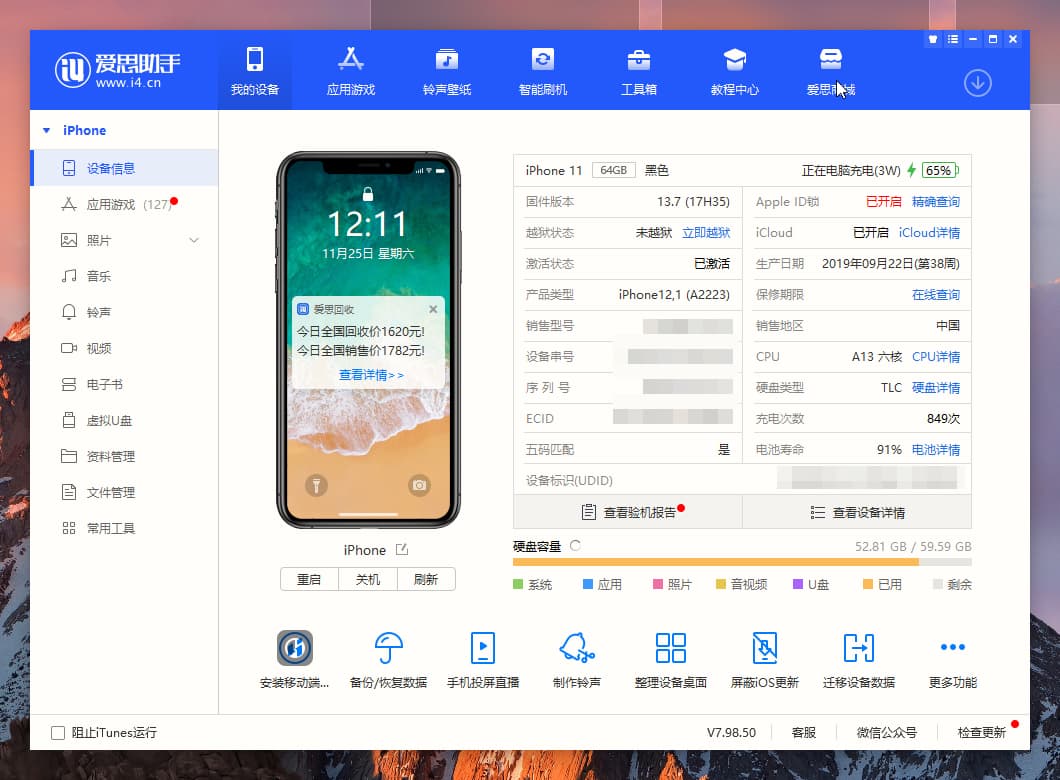 爱思助手
www.i4.cn
我的设备
应用游戏
铃声壁纸
智能刷机
工具箱
教程中心
爱思商城
iPhone
设备信息
应用游戏 (127)
照片
音乐
铃声
视频
电子书
虚拟U盘
资料管理
文件管理
常用工具
12:11
11月25日 星期六
爱思回收
今日全国回收价1620元!
今日全国销售价1782元!
查看详情>>
iPhone
重启 关机 刷新
iPhone 11 64GB 黑色 正在电脑充电(3W) 65%
固件版本 13.7 (17H35) Apple ID锁 已开启 精确查询
越狱状态 未越狱 立即越狱 iCloud 已开启 iCloud详情
激活状态 已激活 生产日期 2019年09月22日(第38周)
产品类型 iPhone12,1 (A2223) 保修期限 在线查询
销售型号 销售地区 中国
设备串号 CPU A13 六核 CPU详情
序列号 硬盘类型 TLC 硬盘详情
ECID 充电次数 849次
五码匹配 是 电池寿命 91% 电池详情
设备标识(UDID)
查看验机报告 查看设备详情
硬盘容量 52.81 GB / 59.59 GB
系统 应用 照片 音视频 U盘 已用 剩余
安装移动端... 备份/恢复数据 手机投屏直播 制作铃声 整理设备桌面 屏蔽iOS更新 迁移设备数据 更多功能
阻止iTunes运行 V7.98.50 客服 微信公众号 检查更新